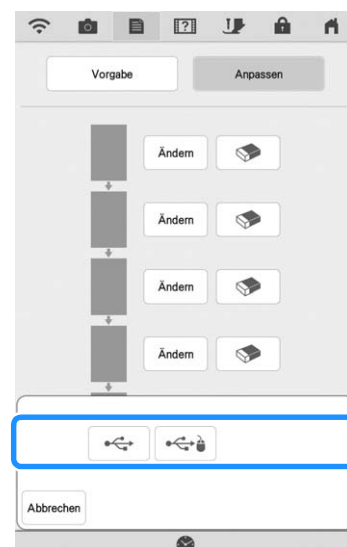 Vorgabe
Anpassen
Ändern
Ändern
Ändern
Ändern
Abbrechen